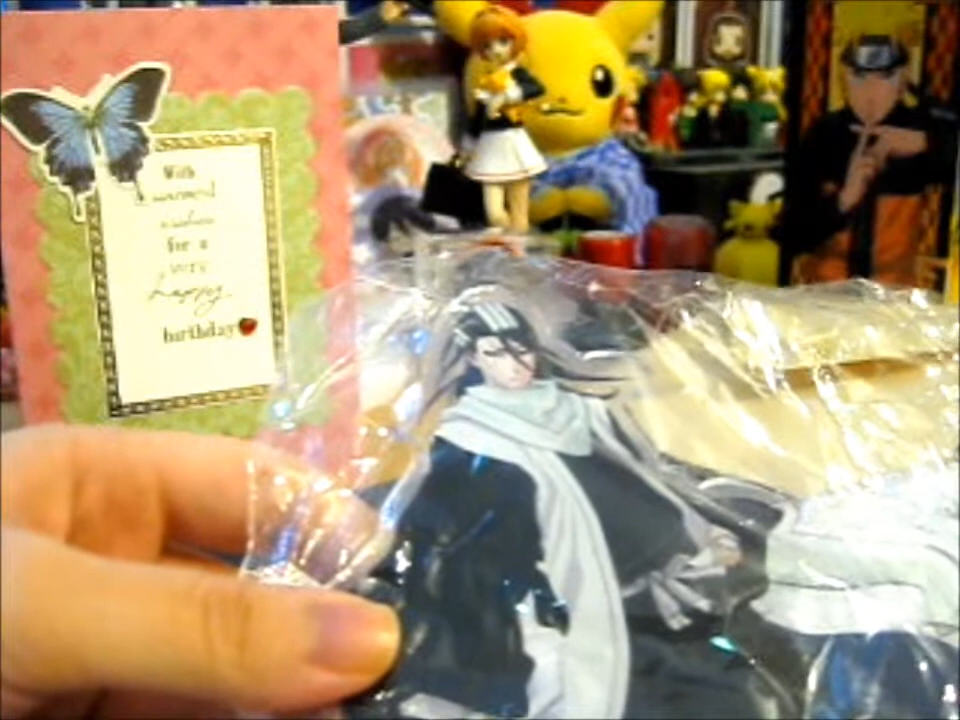 With
warmest
wishes
for a
very
happy
birthday